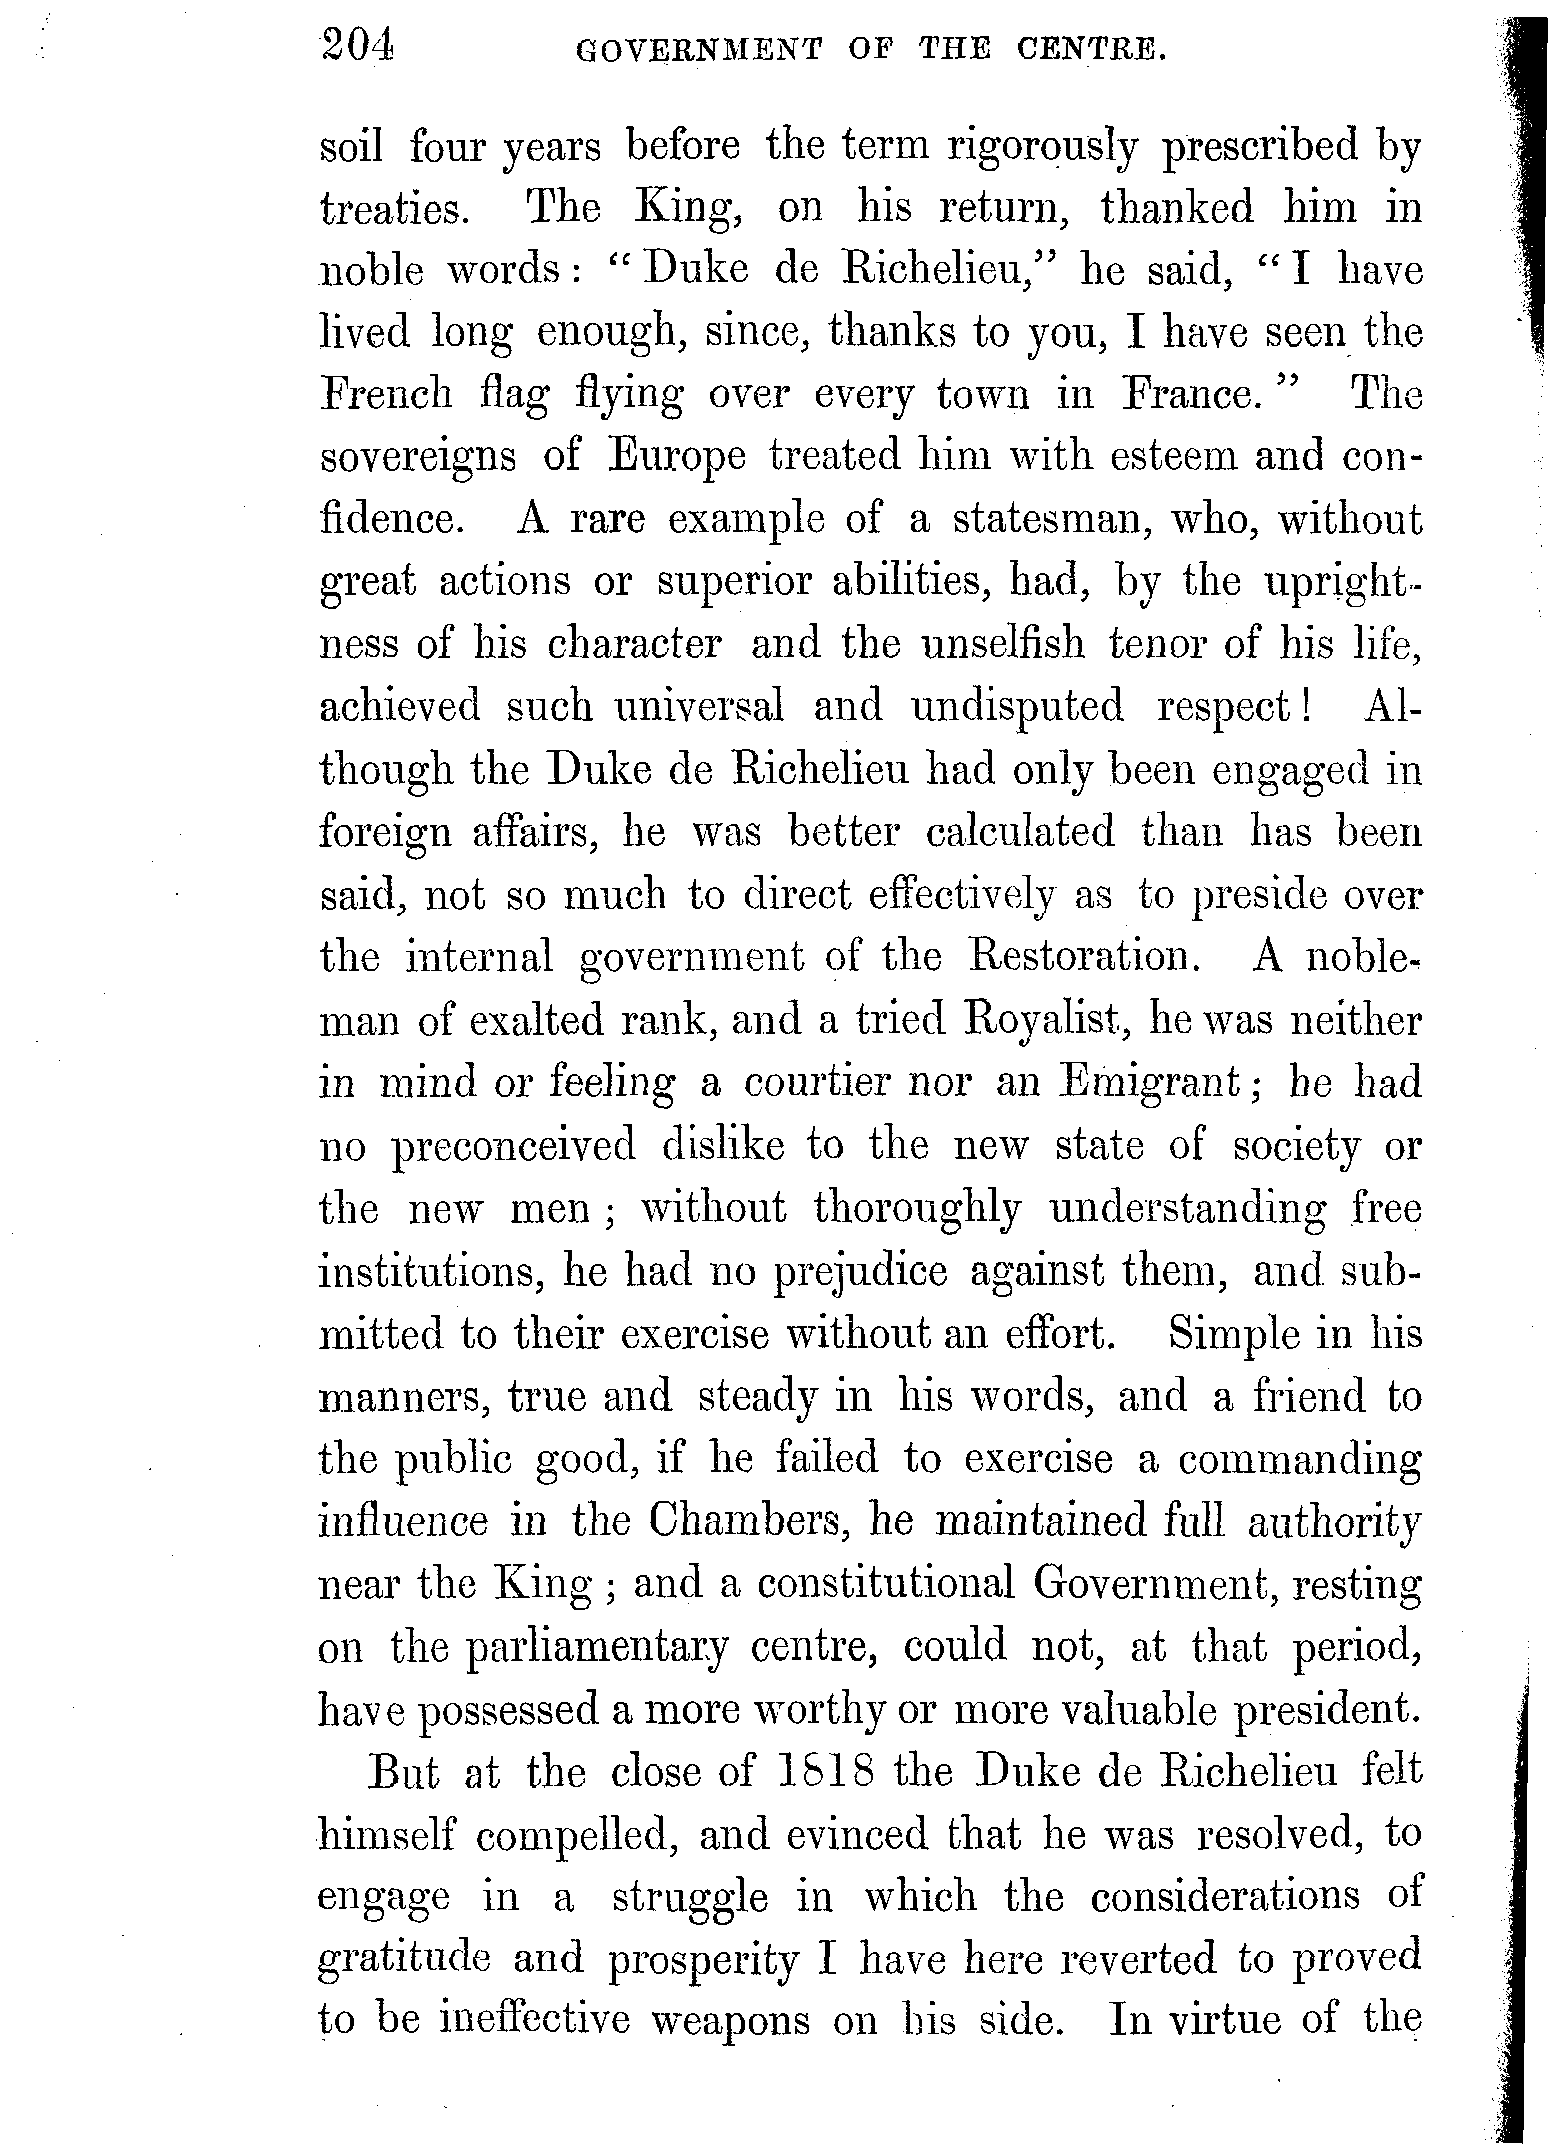 204 GOVERNMENT OF THE CENTRE.
soil four years before the term rigorously prescribed by
treaties. The King, on his return, thanked him in
noble words : “ Duke de Richelieu,” he said, “ I have
lived long enough, since, thanks to you, I have seen the
French flag flying over every town in France. ” The
sovereigns of Europe treated him with esteem and con-
fidence. A rare example of a statesman, who, without
great actions or superior abilities, had, by the upright-
ness of his character and the unselfish tenor of his life,
achieved such universal and undisputed respect ! Al-
though the Duke de Richelieu had only been engaged in
foreign affairs, he was better calculated than has been
said, not so much to direct effectively as to preside over
the internal government of the Restoration. A noble-
man of exalted rank, and a tried Royalist, he was neither
in mind or feeling a courtier nor an Emigrant ; he had
no preconceived dislike to the new state of society or
the new men ; without thoroughly understanding free
institutions, he had no prejudice against them, and sub-
mitted to their exercise without an effort. Simple in his
manners, true and steady in his words, and a friend to
the public good, if he failed to exercise a commanding
influence in the Chambers, he maintained full authority
near the King ; and a constitutional Government, resting
on the parliamentary centre, could not, at that period,
have possessed a more worthy or more valuable president.
But at the close of 1818 the Duke de Richelieu felt
himself compelled, and evinced that he was resolved, to
engage in a struggle in which the considerations of
gratitude and prosperity I have here reverted to proved
to be ineffective weapons on his side. In virtue of the